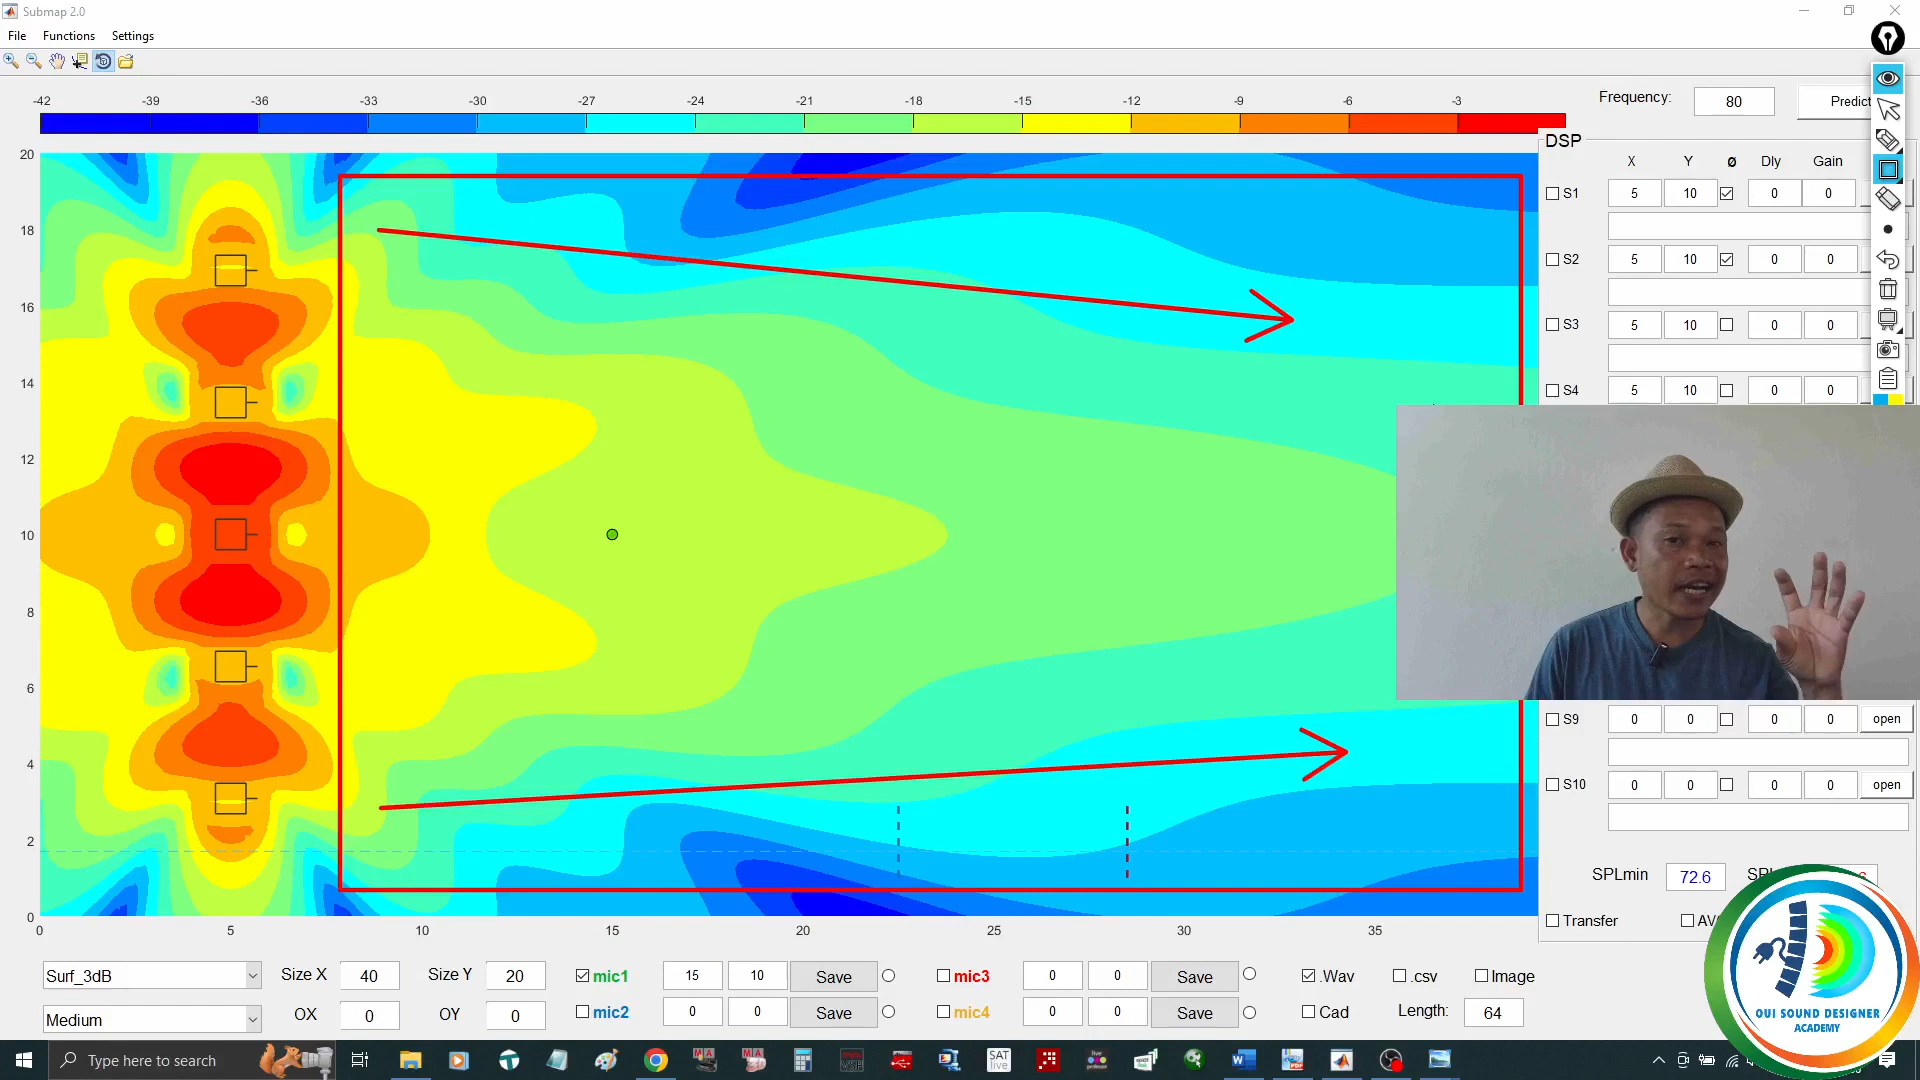 Submap 2.0
File Functions Settings
-42 -39 -36 -33 -30 -27 -24 -21 -18 -15 -12 -9 -6 -3
Frequency: 80 Predict
DSP
X Y ø Dly Gain
20
S1 5 10 0 0
18
S2 5 10 0 0
16
S3 5 10 0 0
14
S4 5 10 0 0
12
10
8
6
S9 0 0 0 0 open
4
S10 0 0 0 0 open
2
SPLmin 72.6
0
Transfer
0 5 10 15 20 25 30 35
Surf_3dB Size X 40 Size Y 20 mic1 15 10 Save mic3 0 0 Save .Wav .csv Image
Medium OX 0 OY 0 mic2 0 0 Save mic4 0 0 Save Cad Length: 64
OUI SOUND DESIGNER
ACADEMY
Type here to search
SAT
live